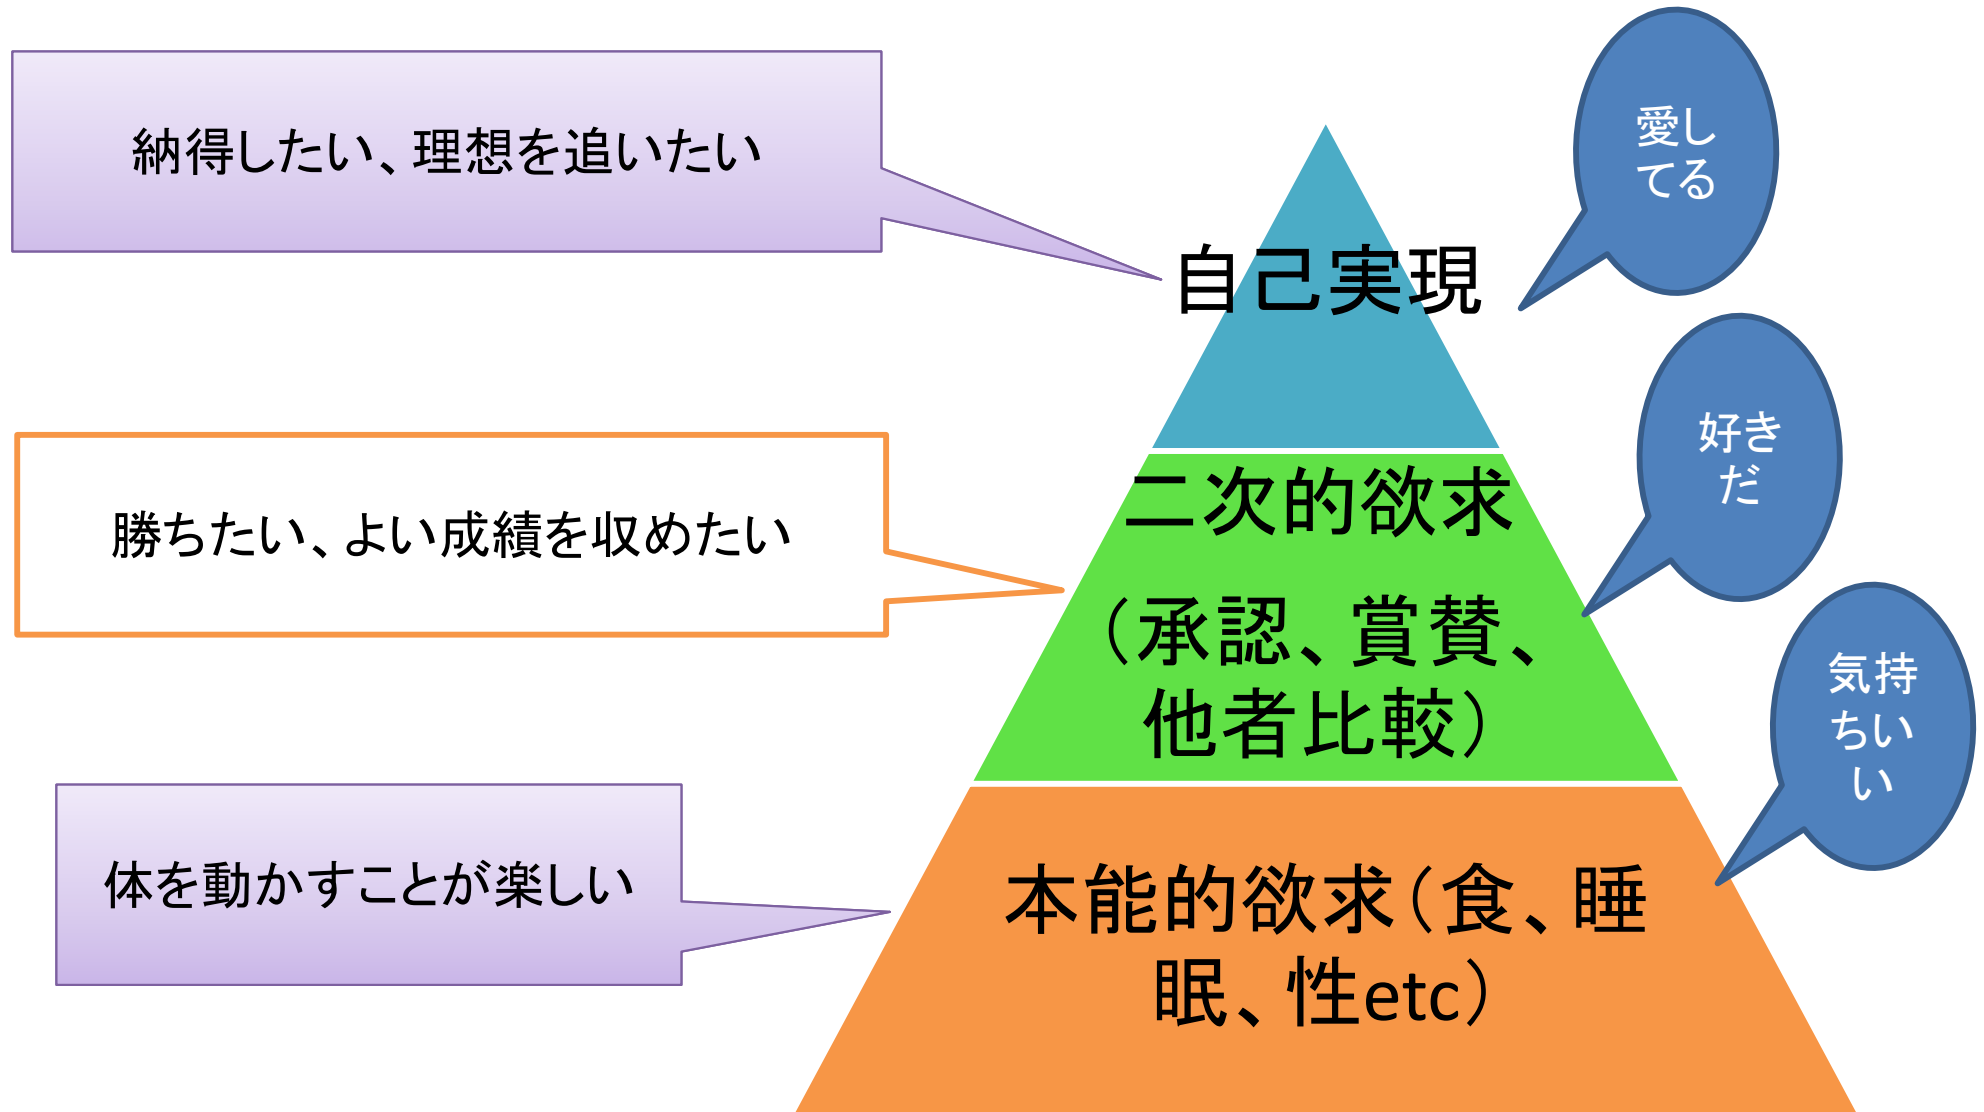 納得したい、理想を追いたい
愛し
てる
自己実現
勝ちたい、よい成績を収めたい
二次的欲求
（承認、賞賛、
他者比較）
好き
だ
体を動かすことが楽しい
本能的欲求（食、睡
眠、性etc）
気持
ちい
い